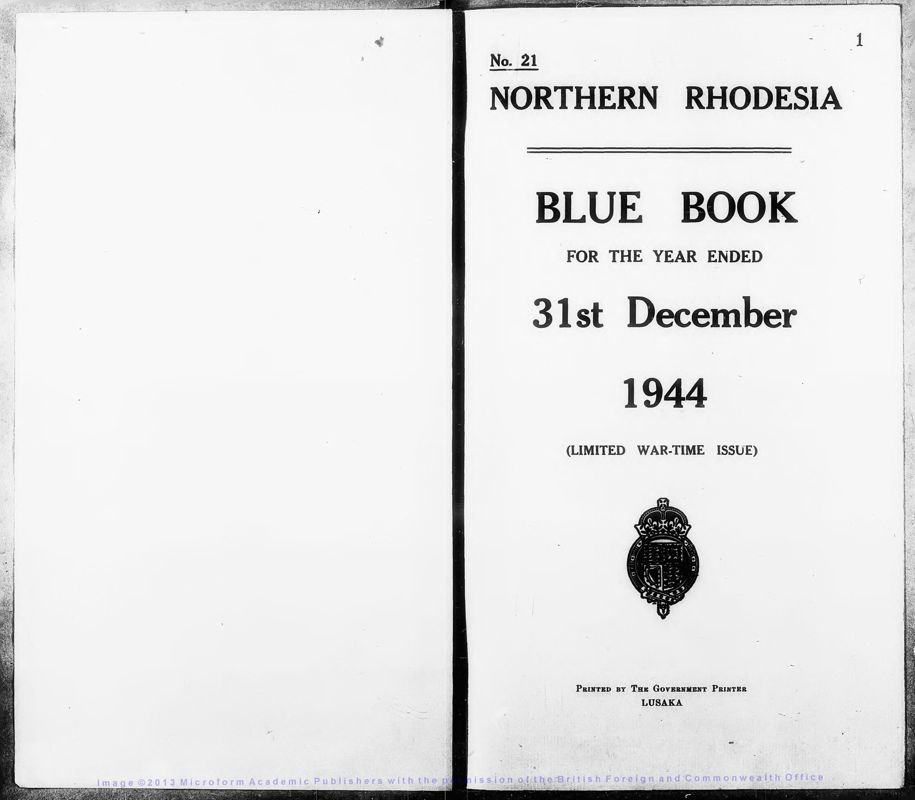 1
No. 21
NORTHERN RHODESIA
BLUE BOOK
FOR THE YEAR ENDED
31st December
1944
(LIMITED WAR-TIME ISSUE)
PRINTED BY THE GOVERNMENT PRINTER
LUSAKA
Image ©2013 Microform Academic Publishers with the permission of the British Foreign and Commonwealth Office